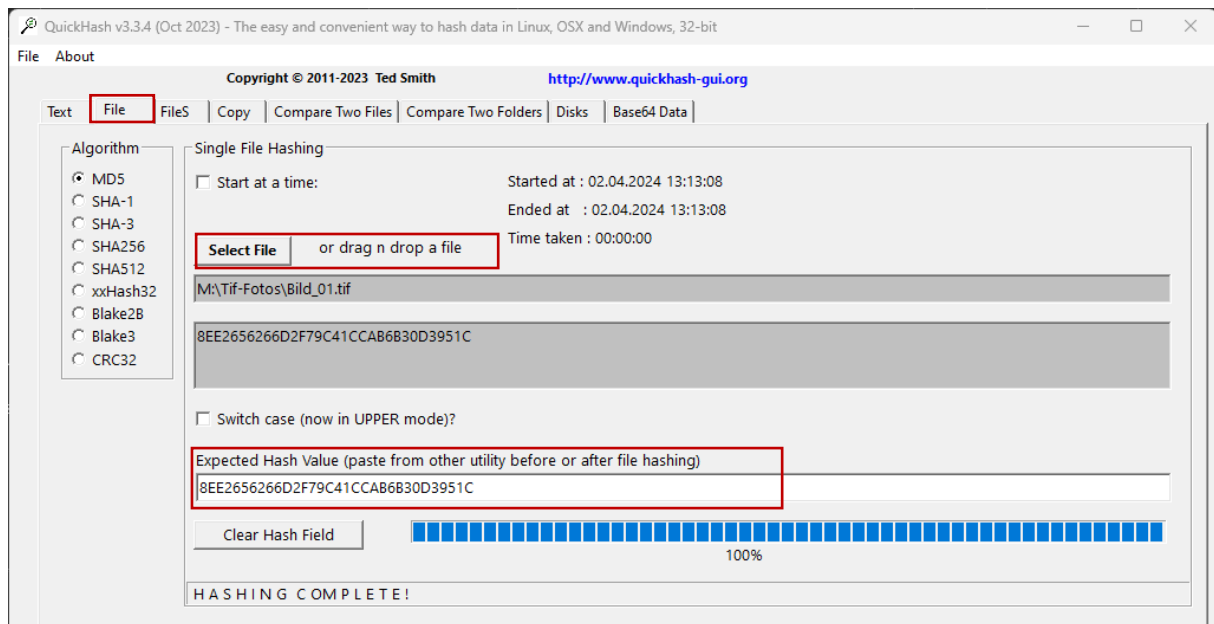 QuickHash v3.3.4 (Oct 2023) - The easy and convenient way to hash data in Linux, OSX and Windows, 32-bit
File About
Copyright © 2011-2023 Ted Smith http://www.quickhash-gui.org
Text File FileS Copy Compare Two Files Compare Two Folders Disks Base64 Data
Algorithm
MD5
SHA-1
SHA-3
SHA256
SHA512
xxHash32
Blake2B
Blake3
CRC32
Single File Hashing
Start at a time: Started at : 02.04.2024 13:13:08
Ended at : 02.04.2024 13:13:08
Time taken : 00:00:00
Select File or drag n drop a file
M:\Tif-Fotos\Bild_01.tif
8EE2656266D2F79C41CCAB6B30D3951C
Switch case (now in UPPER mode)?
Expected Hash Value (paste from other utility before or after file hashing)
8EE2656266D2F79C41CCAB6B30D3951C
Clear Hash Field
100%
HASHING COMPLETE!